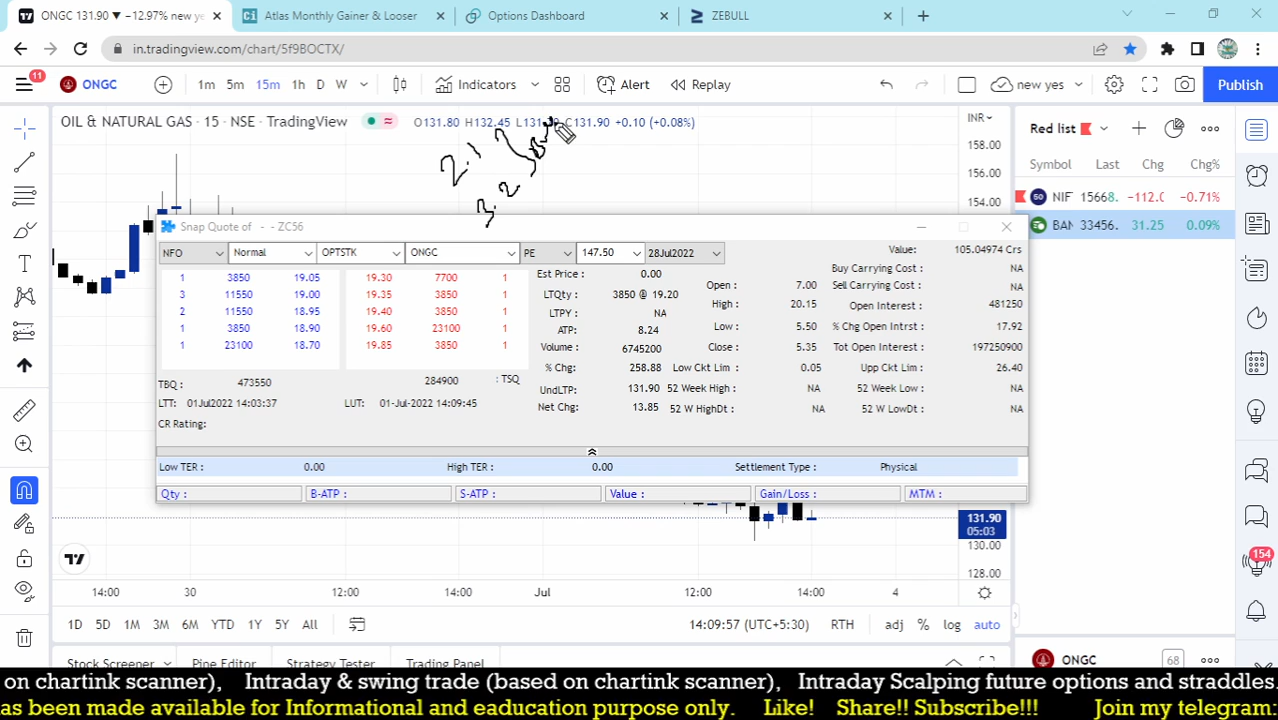 ONGC 131.90 ▼ −12.97% new ye
Atlas Monthly Gainer & Looser
Options Dashboard
ZEBULL
in.tradingview.com/chart/5f9BOCTX/
11
ONGC
1m 5m 15m 1h D W
Indicators
Alert
Replay
new yes
Publish
OIL & NATURAL GAS · 15 · NSE · TradingView
O131.80 H132.45 L131. C131.90 +0.10 (+0.08%)
INR
2.1
3.2
158.00
156.00
154.00
Red list
Symbol Last Chg Chg%
NIF 15668. −112.0 −0.71%
BAN 33456. 31.25 0.09%
Snap Quote of - - ZC56
NFO Normal OPTSTK ONGC PE 147.50 28Jul2022
1 3850 19.05 19.30 7700 1
3 11550 19.00 19.35 3850 1
2 11550 18.95 19.40 3850 1
1 3850 18.90 19.60 23100 1
1 23100 18.70 19.85 3850 1
TBQ : 473550 284900 : TSQ
LTT : 01Jul2022 14:03:37 LUT: 01-Jul-2022 14:09:45
CR Rating:
Est Price : 0.00
LTQty : 3850 @ 19.20
LTPY : NA
ATP: 8.24
Volume : 6745200
% Chg: 258.88
UndLTP: 131.90
Net Chg: 13.85
Open : 7.00
High : 20.15
Low : 5.50
Close : 5.35
Low Ckt Lim : 0.05
52 Week High : NA
52 W HighDt : NA
Value: 105.04974 Crs
Buy Carrying Cost : NA
Sell Carrying Cost : NA
Open Interest : 481250
% Chg Open Intrst : 17.92
Tot Open Interest : 197250900
Upp Ckt Lim : 26.40
52 Week Low : NA
52 W LowDt : NA
Low TER : 0.00 High TER : 0.00 Settlement Type : Physical
Qty : B-ATP : S-ATP : Value : Gain/Loss : MTM :
131.90
05:03
130.00
128.00
14:00 30 12:00 14:00 Jul 12:00 14:00 4
1D 5D 1M 3M 6M YTD 1Y 5Y All
14:09:57 (UTC+5:30) RTH adj % log auto
154
Stock Screener Pine Editor Strategy Tester Trading Panel
ONGC 68
on chartink scanner), Intraday & swing trade (based on chartink scanner), Intraday Scalping future options and straddles.
as been made available for Informational and eaducation purpose only. Like! Share!! Subscribe!!! Join my telegram: